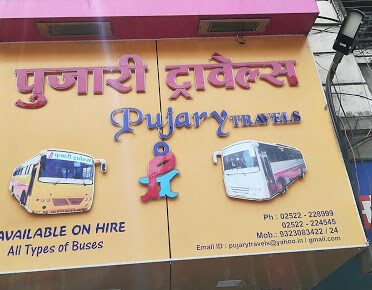 पुजारी ट्रावेल्स
Pujary TRAVELS
AVAILABLE ON HIRE
All Types of Buses
Ph : 02522 - 228999
02522 - 224545
Mob.: 9323083422 / 24
Email ID : pujarytravels@yahoo.in / gmail.com